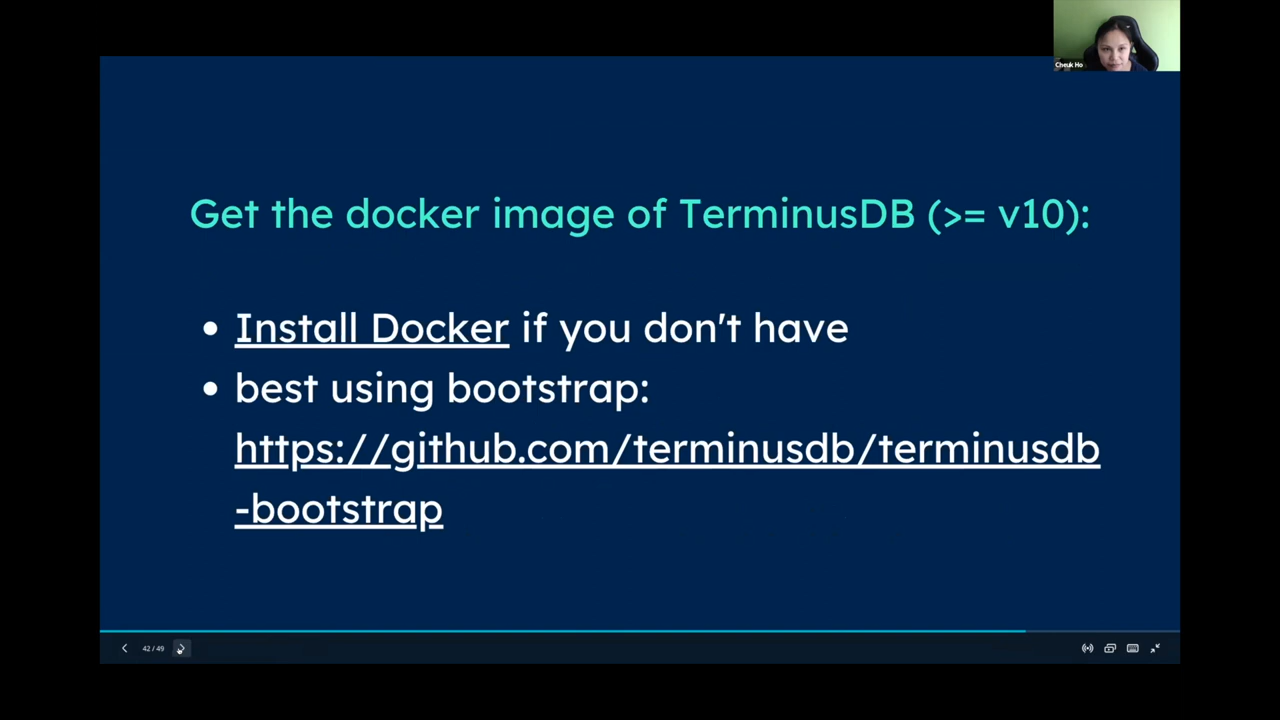 Cheuk Ho
Get the docker image of TerminusDB (>= v10):
• Install Docker if you don't have
• best using bootstrap:
https://github.com/terminusdb/terminusdb
-bootstrap
42 / 49